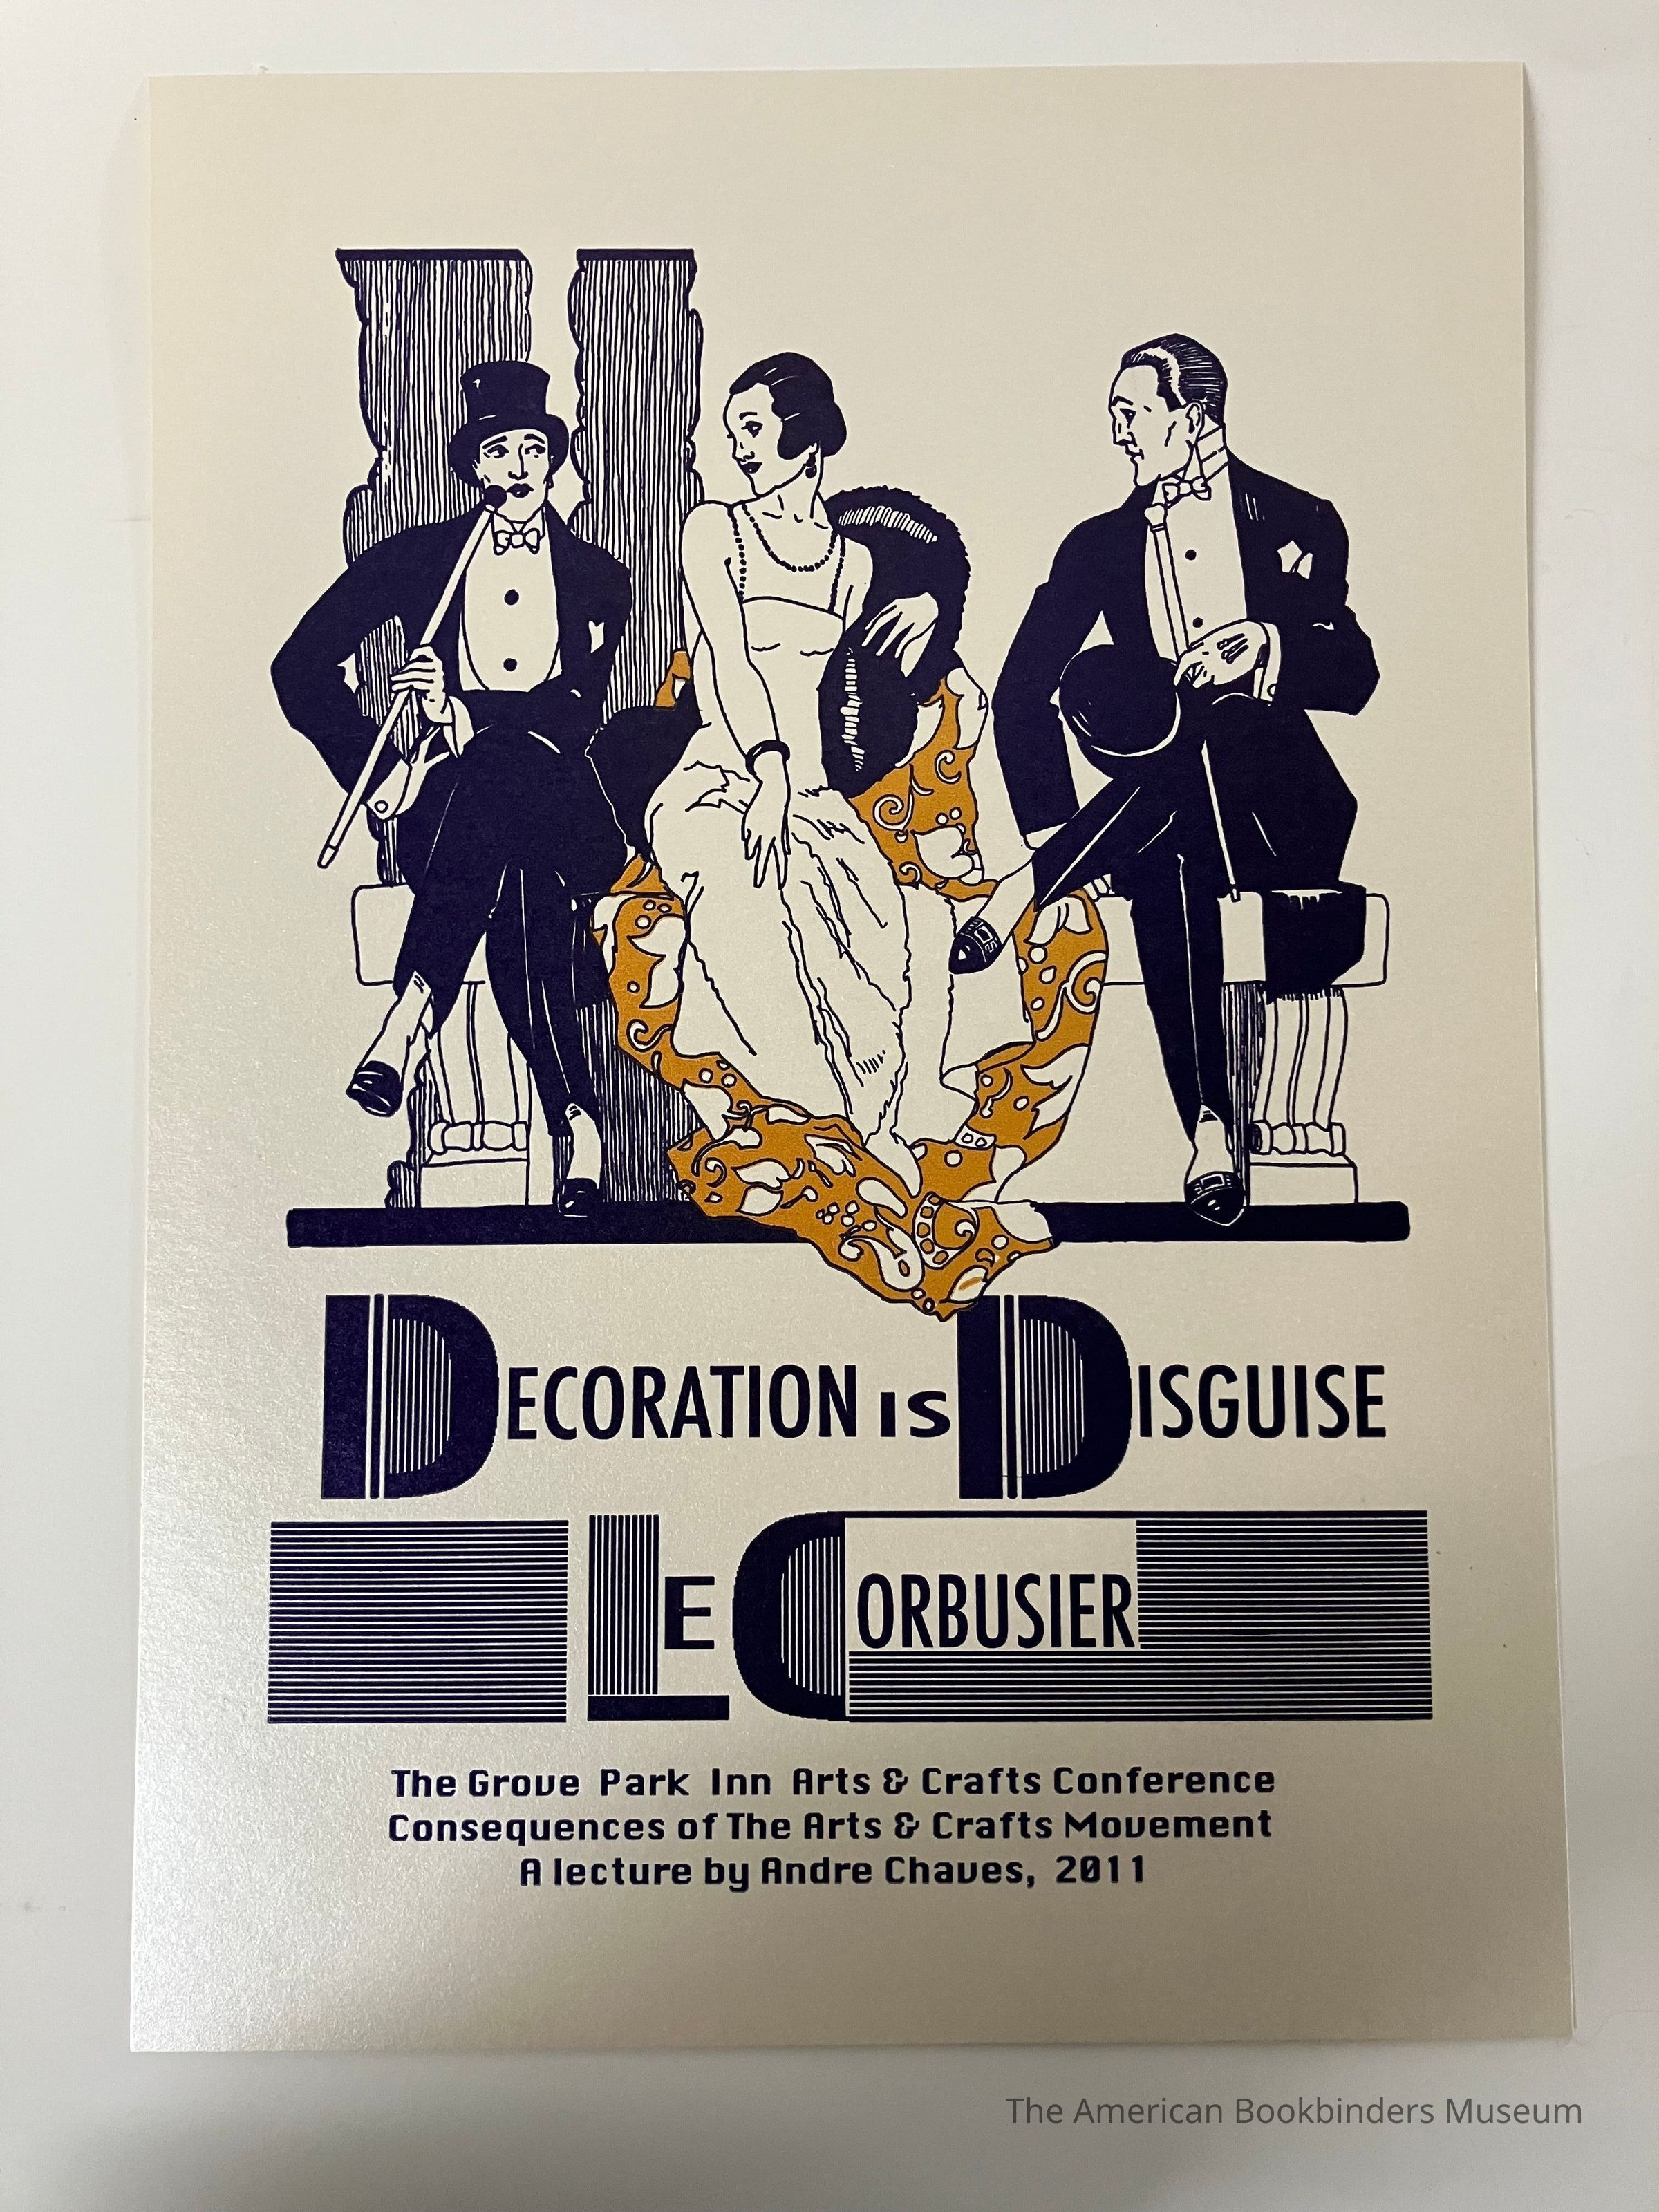 DECORATION IS DISGUISE
LE CORBUSIER
The Grove Park Inn Arts & Crafts Conference
Consequences of The Arts & Crafts Movement
A lecture by Andre Chaves, 2011
The American Bookbinders Museum